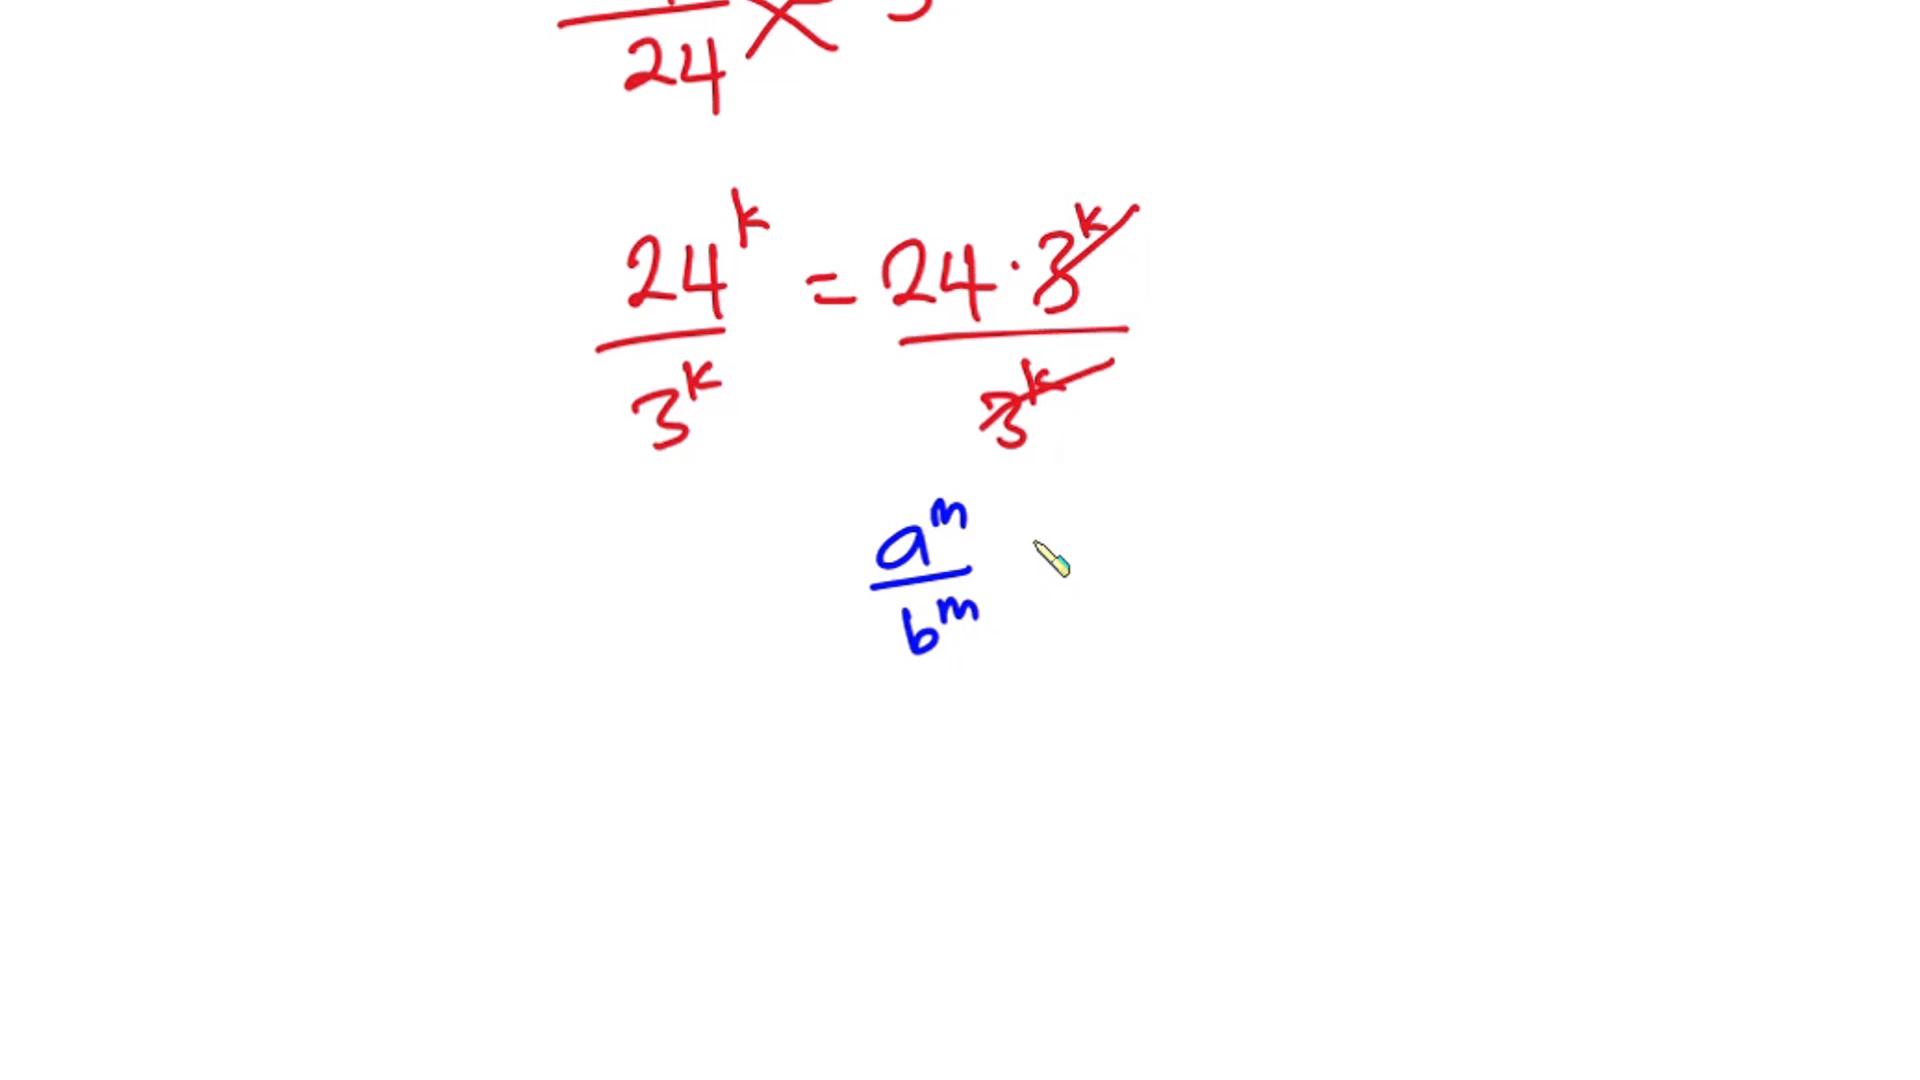 24
24^k / 3^k = 24 · 3^k / 3^k
a^m / b^m